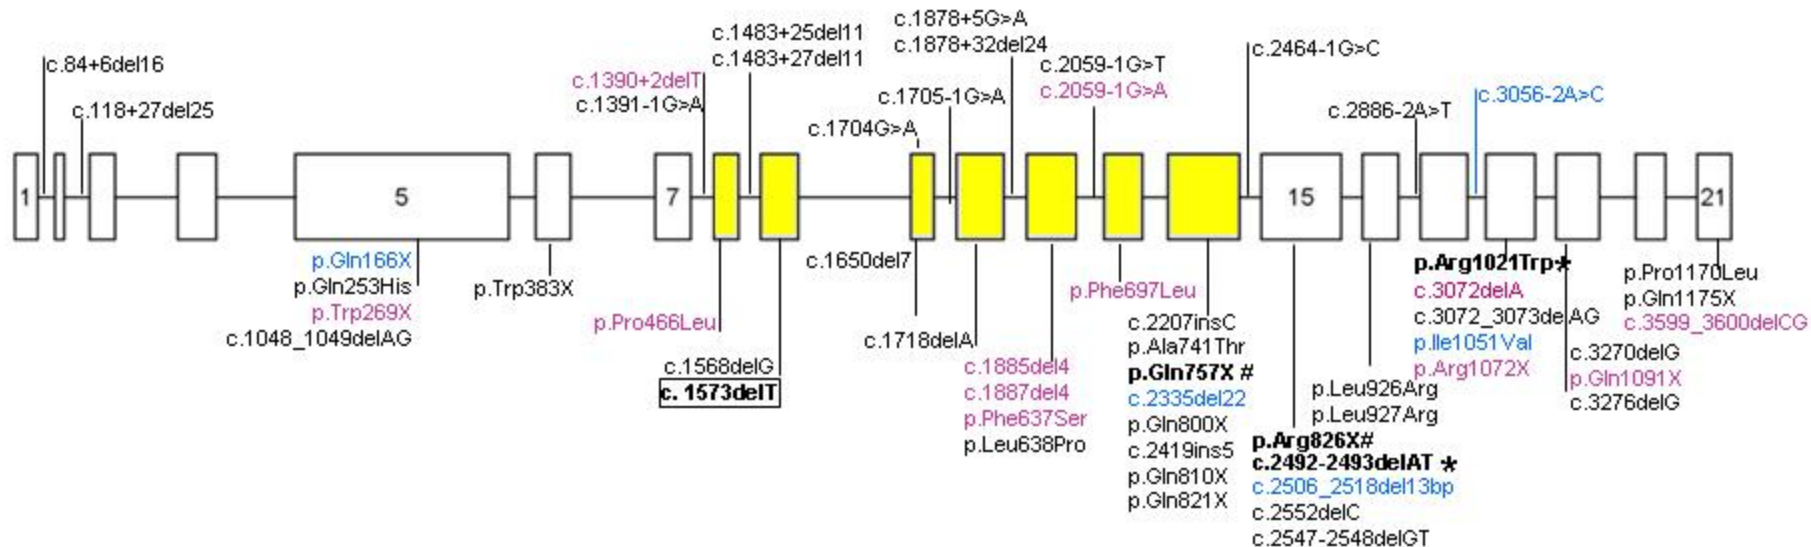 c.84+6del16
c.118+27del25
c.1390+2delT
c.1391-1G>A
c.1483+25del11
c.1483+27del11
c.1704G>A
c.1705-1G>A
c.1878+5G>A
c.1878+32del24
c.2059-1G>T
c.2059-1G>A
c.2464-1G>C
c.2886-2A>T
c.3056-2A>C
1
5
7
15
21
p.Gln166X
p.Gln253His
p.Trp269X
c.1048_1049delAG
p.Trp383X
p.Pro466Leu
c.1568delG
c. 1573delT
c.1650del7
c.1718delA
c.1885del4
c.1887del4
p.Phe637Ser
p.Leu638Pro
p.Phe697Leu
c.2207insC
p.Ala741Thr
p.Gln757X #
c.2335del22
p.Gln800X
c.2419ins5
p.Gln810X
p.Gln821X
p.Arg826X#
c.2492-2493delAT *
c.2506_2518del13bp
c.2552delC
c.2547-2548delGT
p.Leu926Arg
p.Leu927Arg
p.Arg1021Trp*
c.3072delA
c.3072_3073delAG
p.Ile1051Val
p.Arg1072X
c.3270delG
p.Gln1091X
c.3276delG
p.Pro1170Leu
p.Gln1175X
c.3599_3600delCG